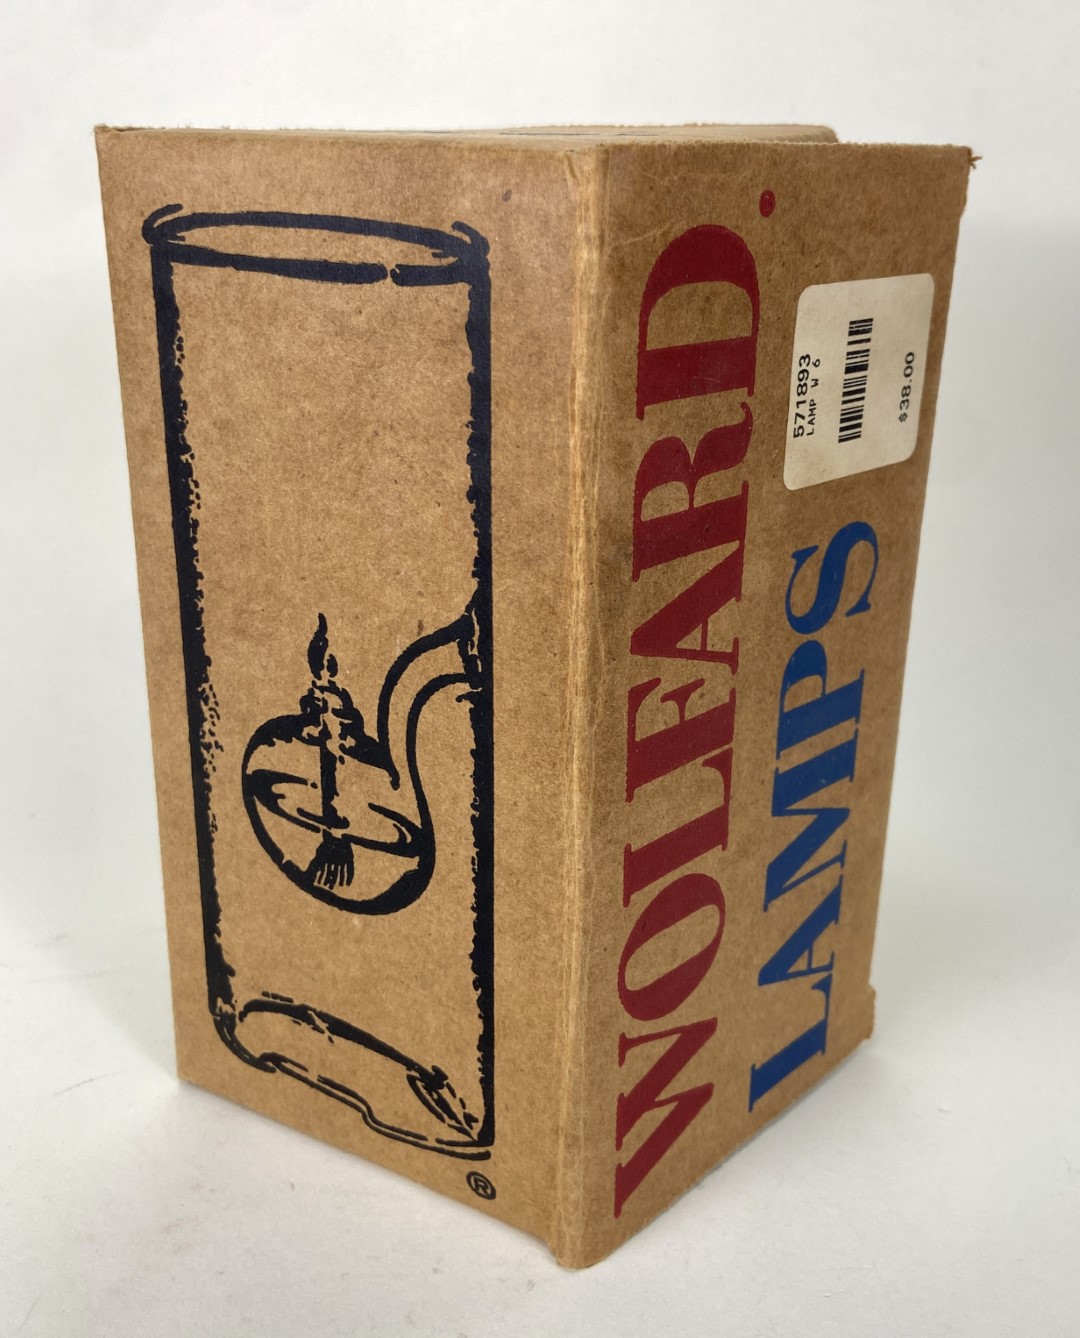 WOLFARD.
LAMPS
571893
LAMP W 6
$38.00
®